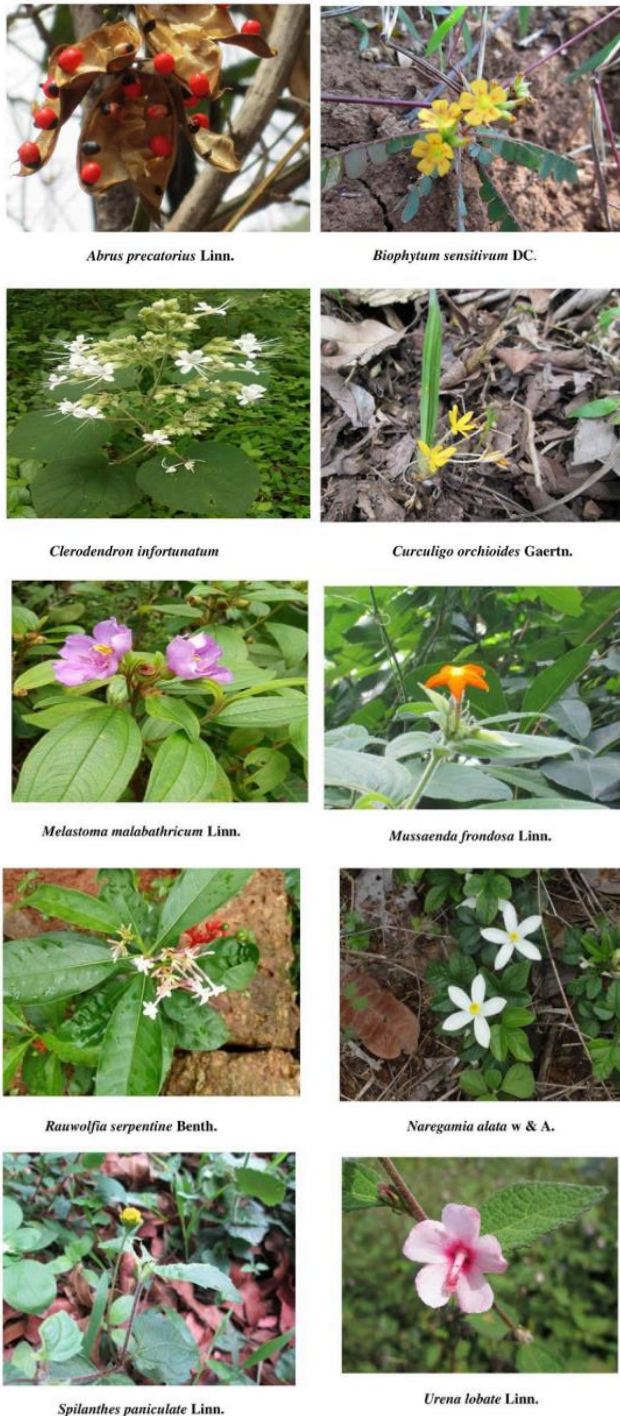 Abrus precatorius Linn.
Biophytum sensitivum DC.
Clerodendron infortunatum
Curculigo orchioides Gaertn.
Melastoma malabathricum Linn.
Mussaenda frondosa Linn.
Rauwolfia serpentine Benth.
Naregamia alata w & A.
Spilanthes paniculate Linn.
Urena lobate Linn.